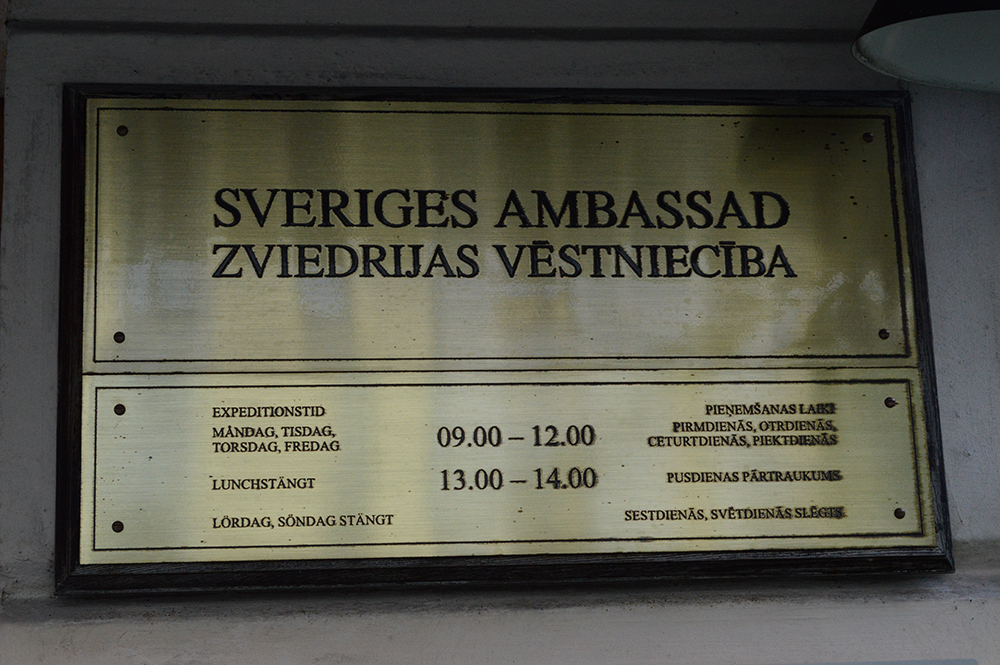 SVERIGES AMBASSAD
ZVIEDRIJAS VĒSTNIECĪBA
EXPEDITIONSTID
MÅNDAG, TISDAG,
TORSDAG, FREDAG
09.00 – 12.00
PIEŅEMŠANAS LAIKI
PIRMDIENĀS, OTRDIENĀS,
CETURTDIENĀS, PIEKTDIENĀS
LUNCHSTÄNGT
13.00 – 14.00
PUSDIENAS PĀRTRAUKUMS
LÖRDAG, SÖNDAG STÄNGT
SESTDIENĀS, SVĒTDIENĀS SLĒGTS